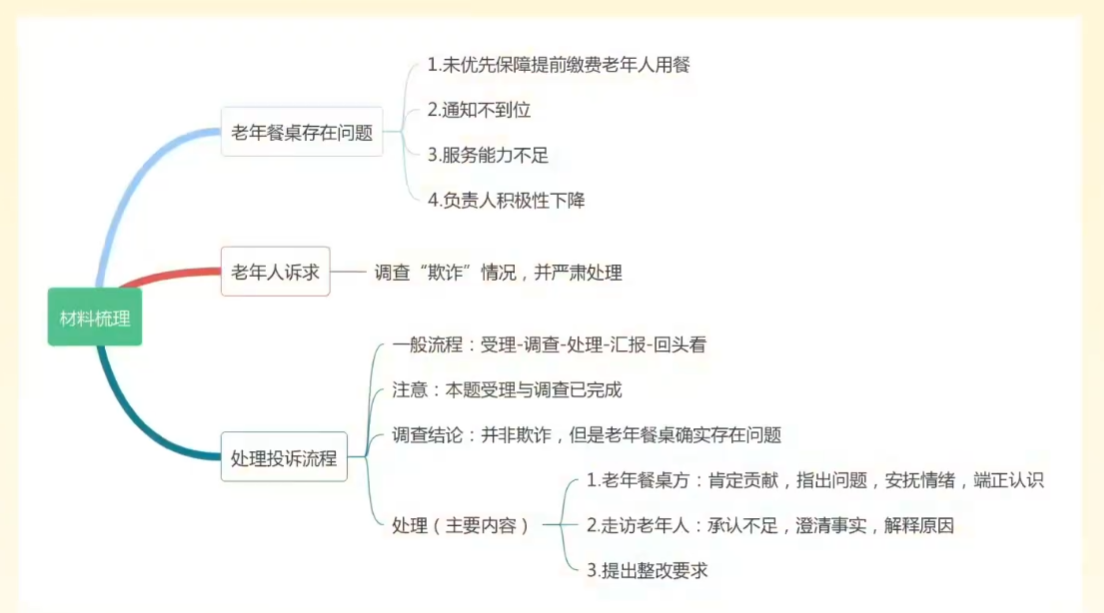 1.未优先保障提前缴费老年人用餐
2.通知不到位
老年餐桌存在问题
3.服务能力不足
4.负责人积极性下降
老年人诉求
调查“欺诈”情况，并严肃处理
材料梳理
一般流程：受理-调查-处理-汇报-回头看
注意：本题受理与调查已完成
调查结论：并非欺诈，但是老年餐桌确实存在问题
处理投诉流程
1.老年餐桌方：肯定贡献，指出问题，安抚情绪，端正认识
处理（主要内容）
2.走访老年人：承认不足，澄清事实，解释原因
3.提出整改要求